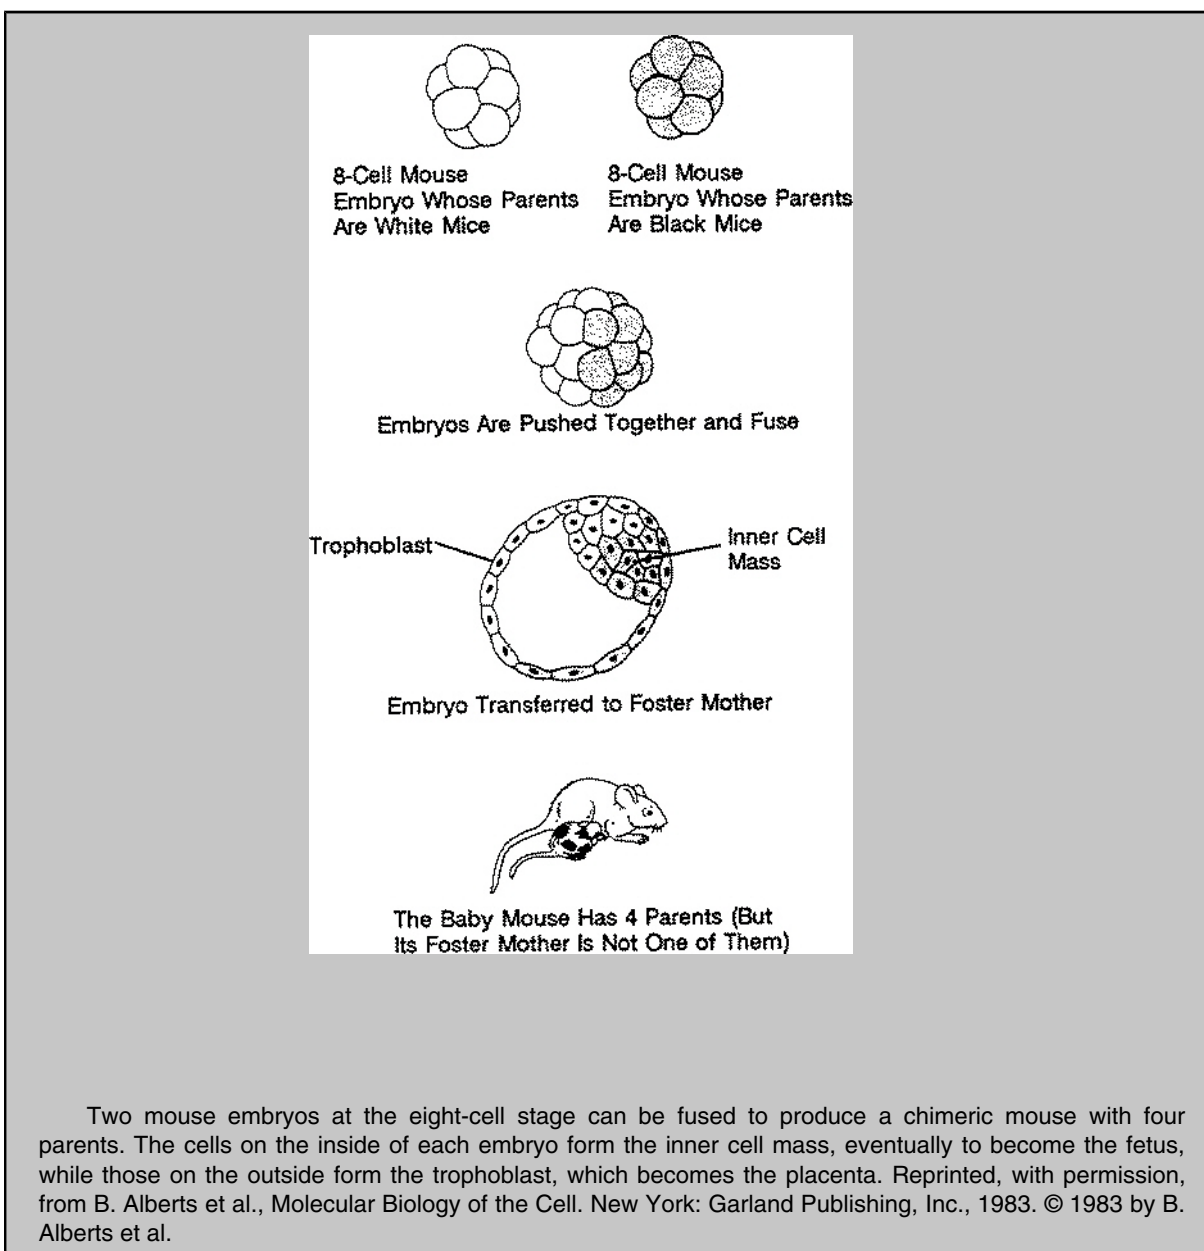 8-Cell Mouse
Embryo Whose Parents
Are White Mice
8-Cell Mouse
Embryo Whose Parents
Are Black Mice
Embryos Are Pushed Together and Fuse
Trophoblast
Inner Cell
Mass
Embryo Transferred to Foster Mother
The Baby Mouse Has 4 Parents (But
Its Foster Mother Is Not One of Them)
Two mouse embryos at the eight-cell stage can be fused to produce a chimeric mouse with four
parents. The cells on the inside of each embryo form the inner cell mass, eventually to become the fetus,
while those on the outside form the trophoblast, which becomes the placenta. Reprinted, with permission,
from B. Alberts et al., Molecular Biology of the Cell. New York: Garland Publishing, Inc., 1983. © 1983 by B.
Alberts et al.